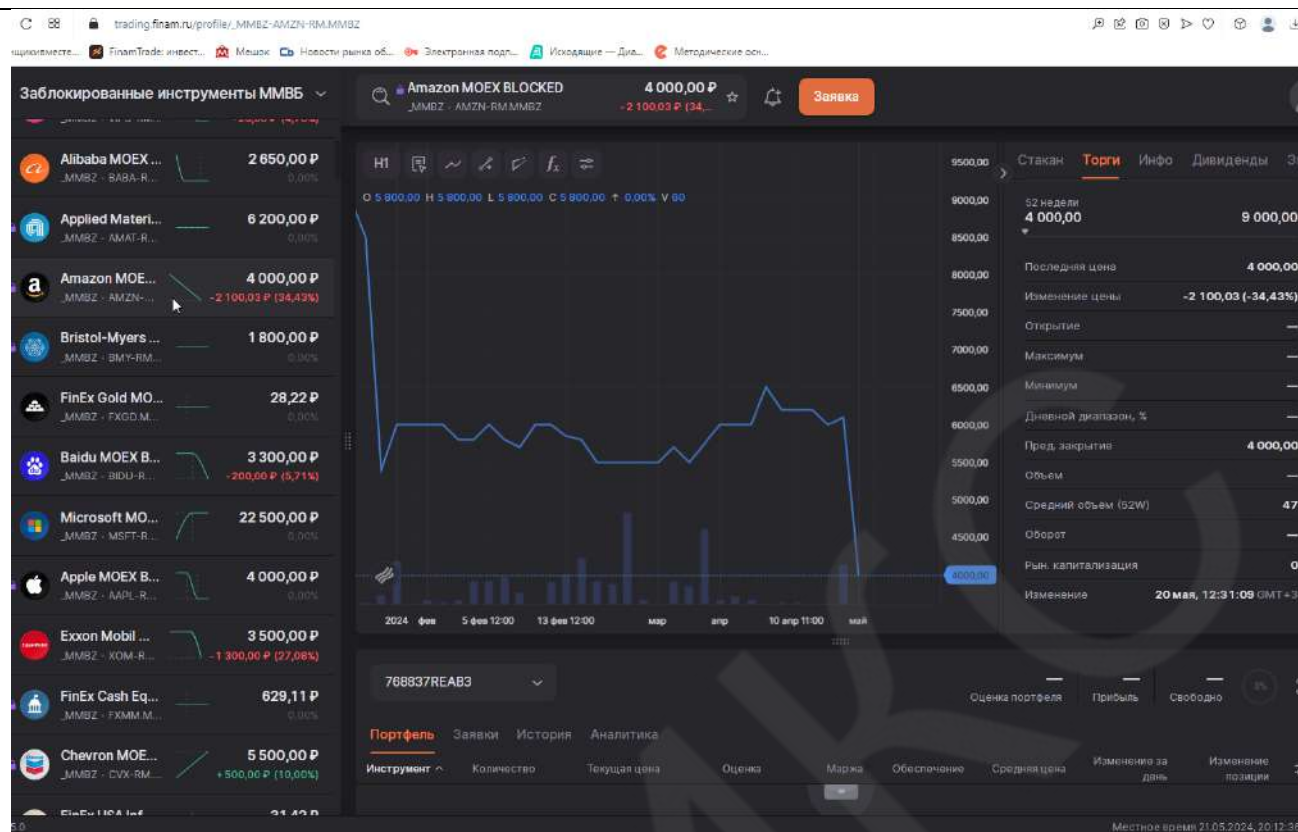 trading.finam.ru/profile/_MMBZ-AMZN-RM.MMBZ
FinamTrade: инвест... Мешок Новости рынка об... Электронная подп... Исходящие — Диа... Методические осн...
Заблокированные инструменты ММВБ
Amazon MOEX BLOCKED 4 000,00 ₽
_MMBZ · AMZN-RM.MMBZ -2 100,03 ₽ (34,...
Заявка
Alibaba MOEX ... 2 650,00 ₽
_MMBZ · BABA-R... 0,00%
Applied Materi... 6 200,00 ₽
_MMBZ · AMAT-R... 0,00%
Amazon MOE... 4 000,00 ₽
_MMBZ · AMZN-... -2 100,03 ₽ (34,43%)
Bristol-Myers ... 1 800,00 ₽
_MMBZ · BMY-RM... 0,00%
FinEx Gold MO... 28,22 ₽
_MMBZ · FXGD.M... 0,00%
Baidu MOEX B... 3 300,00 ₽
_MMBZ · BIDU-R... -200,00 ₽ (5,71%)
Microsoft MO... 22 500,00 ₽
_MMBZ · MSFT-R... 0,00%
Apple MOEX B... 4 000,00 ₽
_MMBZ · AAPL-R... 0,00%
Exxon Mobil ... 3 500,00 ₽
_MMBZ · XOM-R... -1 300,00 ₽ (27,08%)
FinEx Cash Eq... 629,11 ₽
_MMBZ · FXMM.M... 0,00%
Chevron MOE... 5 500,00 ₽
_MMBZ · CVX-RM... +500,00 ₽ (10,00%)
H1
O 5 800,00 H 5 800,00 L 5 800,00 C 5 800,00 ↑ 0,00% V 60
9500,00
9000,00
8500,00
8000,00
7500,00
7000,00
6500,00
6000,00
5500,00
5000,00
4500,00
4000,00
2024 фев 5 фев 12:00 13 фев 12:00 мар апр 10 апр 11:00 май
Стакан Торги Инфо Дивиденды
52 недели
4 000,00 9 000,00
Последняя цена 4 000,00
Изменение цены -2 100,03 (-34,43%)
Открытие —
Максимум —
Минимум —
Дневной диапазон, % —
Пред. закрытие 4 000,00
Объем —
Средний объем (52W) 47
Оборот —
Рын. капитализация 0
Изменение 20 мая, 12:31:09 GMT+3
768837REAB3
Оценка портфеля Прибыль Свободно
Портфель Заявки История Аналитика
Инструмент Количество Текущая цена Оценка Маржа Обеспечение Средняя цена Изменение за день Изменение позиции
Местное время 21.05.2024, 20:12:36